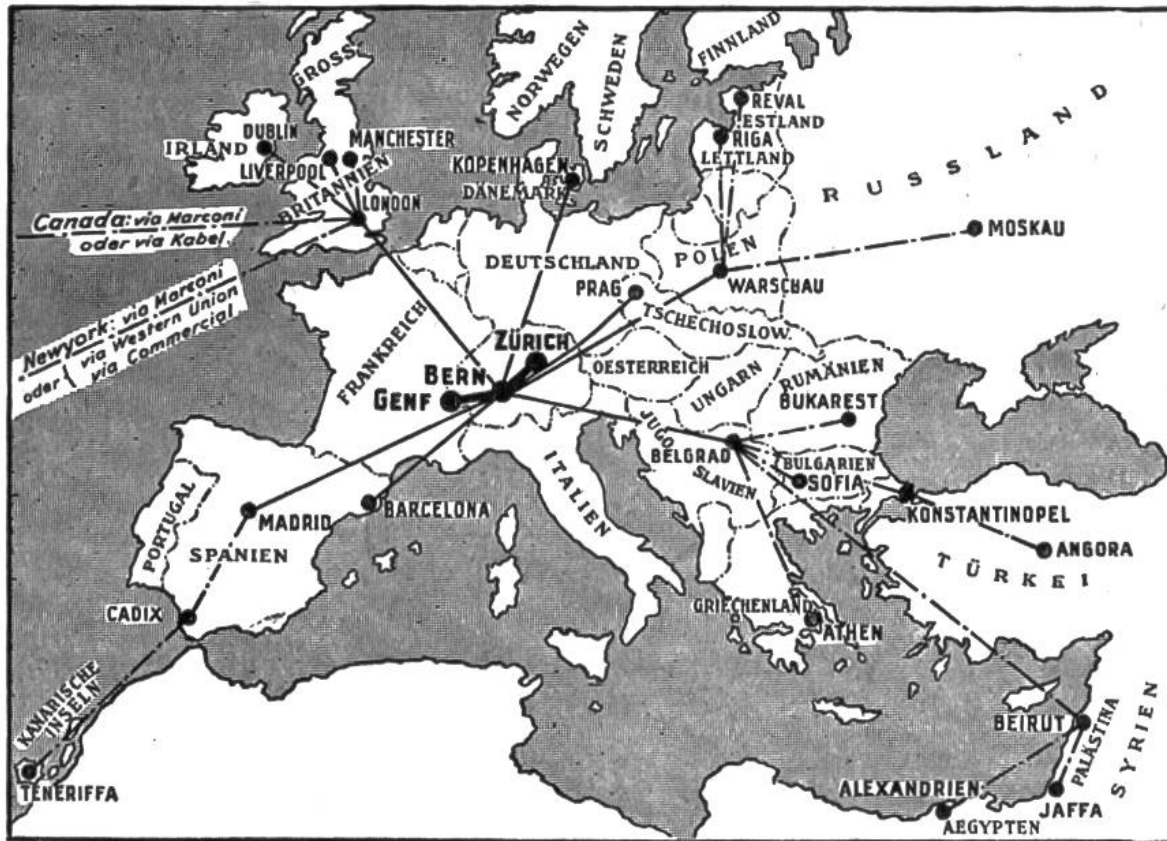 NORWEGEN
SCHWEDEN
FINNLAND
GROSS
BRITANNIEN
REVAL
ESTLAND
RIGA
LETTLAND
RUSSLAND
DUBLIN
IRLAND
MANCHESTER
LIVERPOOL
LONDON
KOPENHAGEN
DÄNEMARK
Canada: via Marconi
oder via Kabel.
MOSKAU
POLEN
WARSCHAU
DEUTSCHLAND
PRAG
TSCHECHOSLOW.
Newyork: via Marconi
oder { via Western Union
via Commercial
FRANKREICH
ZÜRICH
BERN
GENF
OESTERREICH
UNGARN
RUMÄNIEN
BUKAREST
JUGO
SLAVIEN
BELGRAD
BULGARIEN
SOFIA
ITALIEN
PORTUGAL
MADRID
SPANIEN
BARCELONA
KONSTANTINOPEL
ANGORA
TÜRKEI
CADIX
GRIECHENLAND
ATHEN
KANARISCHE
INSELN
TENERIFFA
BEIRUT
PALÄSTINA
SYRIEN
ALEXANDRIEN
JAFFA
AEGYPTEN